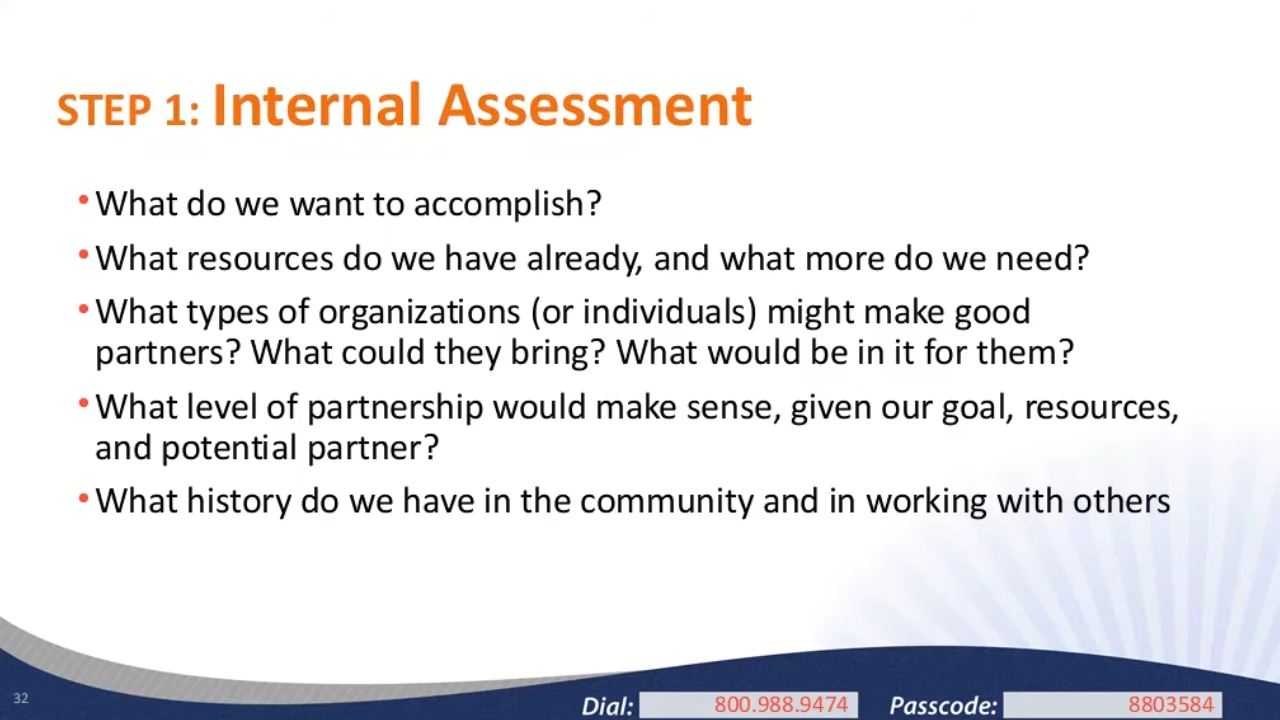 STEP 1: Internal Assessment
•What do we want to accomplish?
•What resources do we have already, and what more do we need?
•What types of organizations (or individuals) might make good
partners? What could they bring? What would be in it for them?
•What level of partnership would make sense, given our goal, resources,
and potential partner?
•What history do we have in the community and in working with others
32
Dial: 800.988.9474 Passcode: 8803584